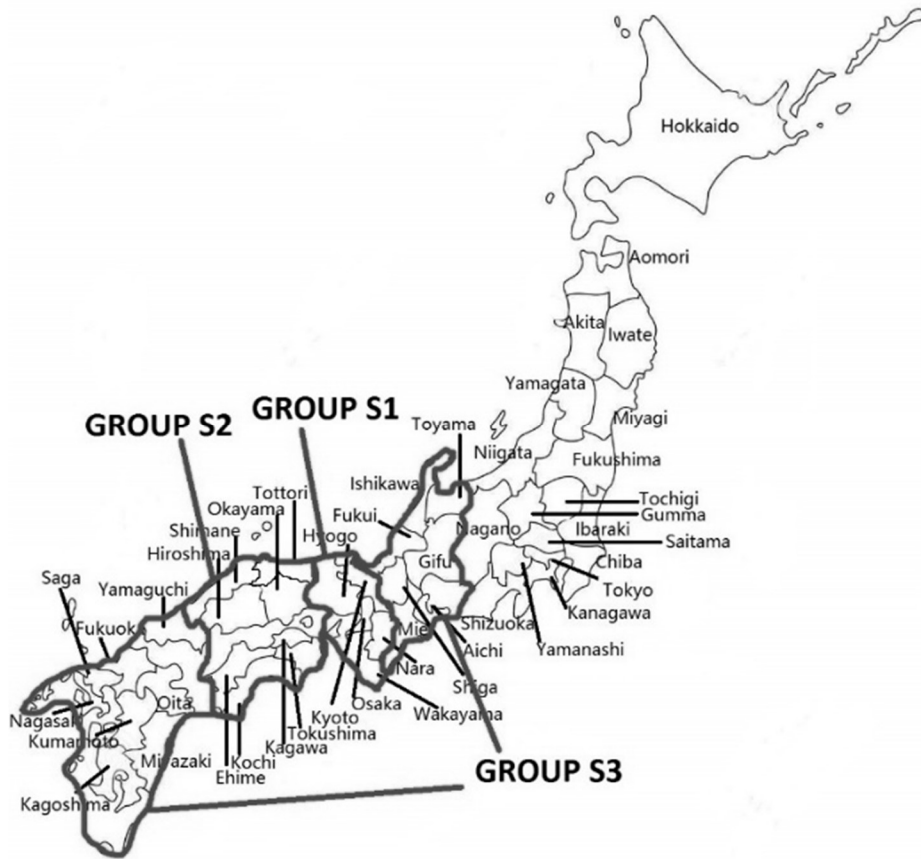 Hokkaido
Aomori
Akita
Iwate
Yamagata
Miyagi
GROUP S1
GROUP S2
Toyama
Niigata
Fukushima
Ishikawa
Tottori
Okayama
Tochigi
Gumma
Fukui
Nagano
Ibaraki
Shimane
Hyogo
Saitama
Hiroshima
Gifu
Chiba
Saga
Yamaguchi
Tokyo
Kanagawa
Fukuok
Mie
Shizuoka
Aichi
Yamanashi
Nara
Shiga
Oita
Osaka
Wakayama
Nagasaki
Kyoto
Kumamoto
Tokushima
Kagawa
Miyazaki
Kochi
Ehime
GROUP S3
Kagoshima